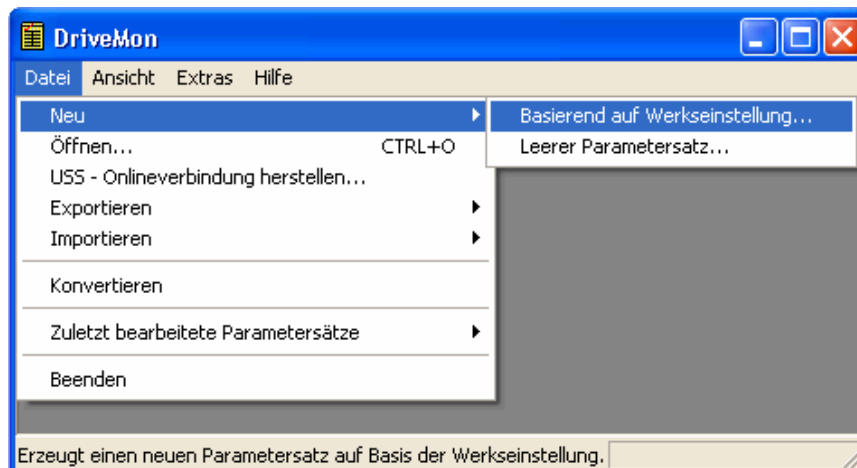 DriveMon
Datei Ansicht Extras Hilfe
Neu
Basierend auf Werkseinstellung...
Öffnen... CTRL+O
Leerer Parametersatz...
USS - Onlineverbindung herstellen...
Exportieren
Importieren
Konvertieren
Zuletzt bearbeitete Parametersätze
Beenden
Erzeugt einen neuen Parametersatz auf Basis der Werkseinstellung.